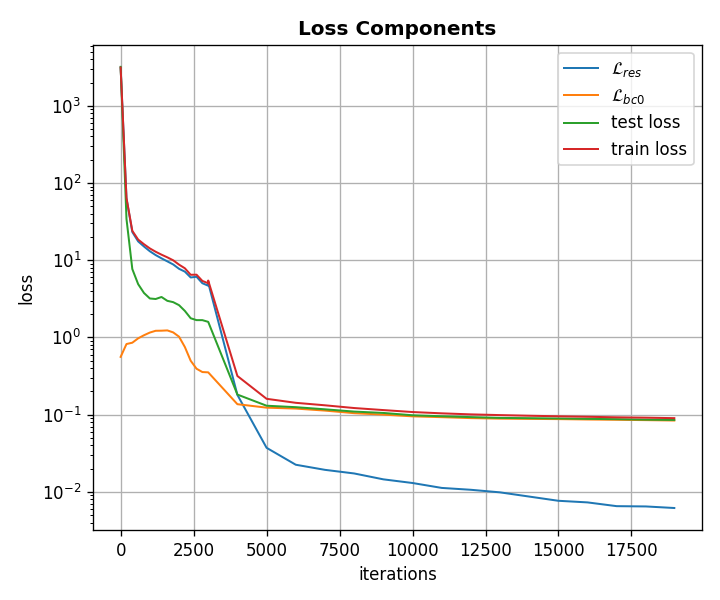 Loss Components
10³
10²
10¹
10⁰
10⁻¹
10⁻²
loss
ℒ_res
ℒ_bc0
test loss
train loss
0 2500 5000 7500 10000 12500 15000 17500
iterations